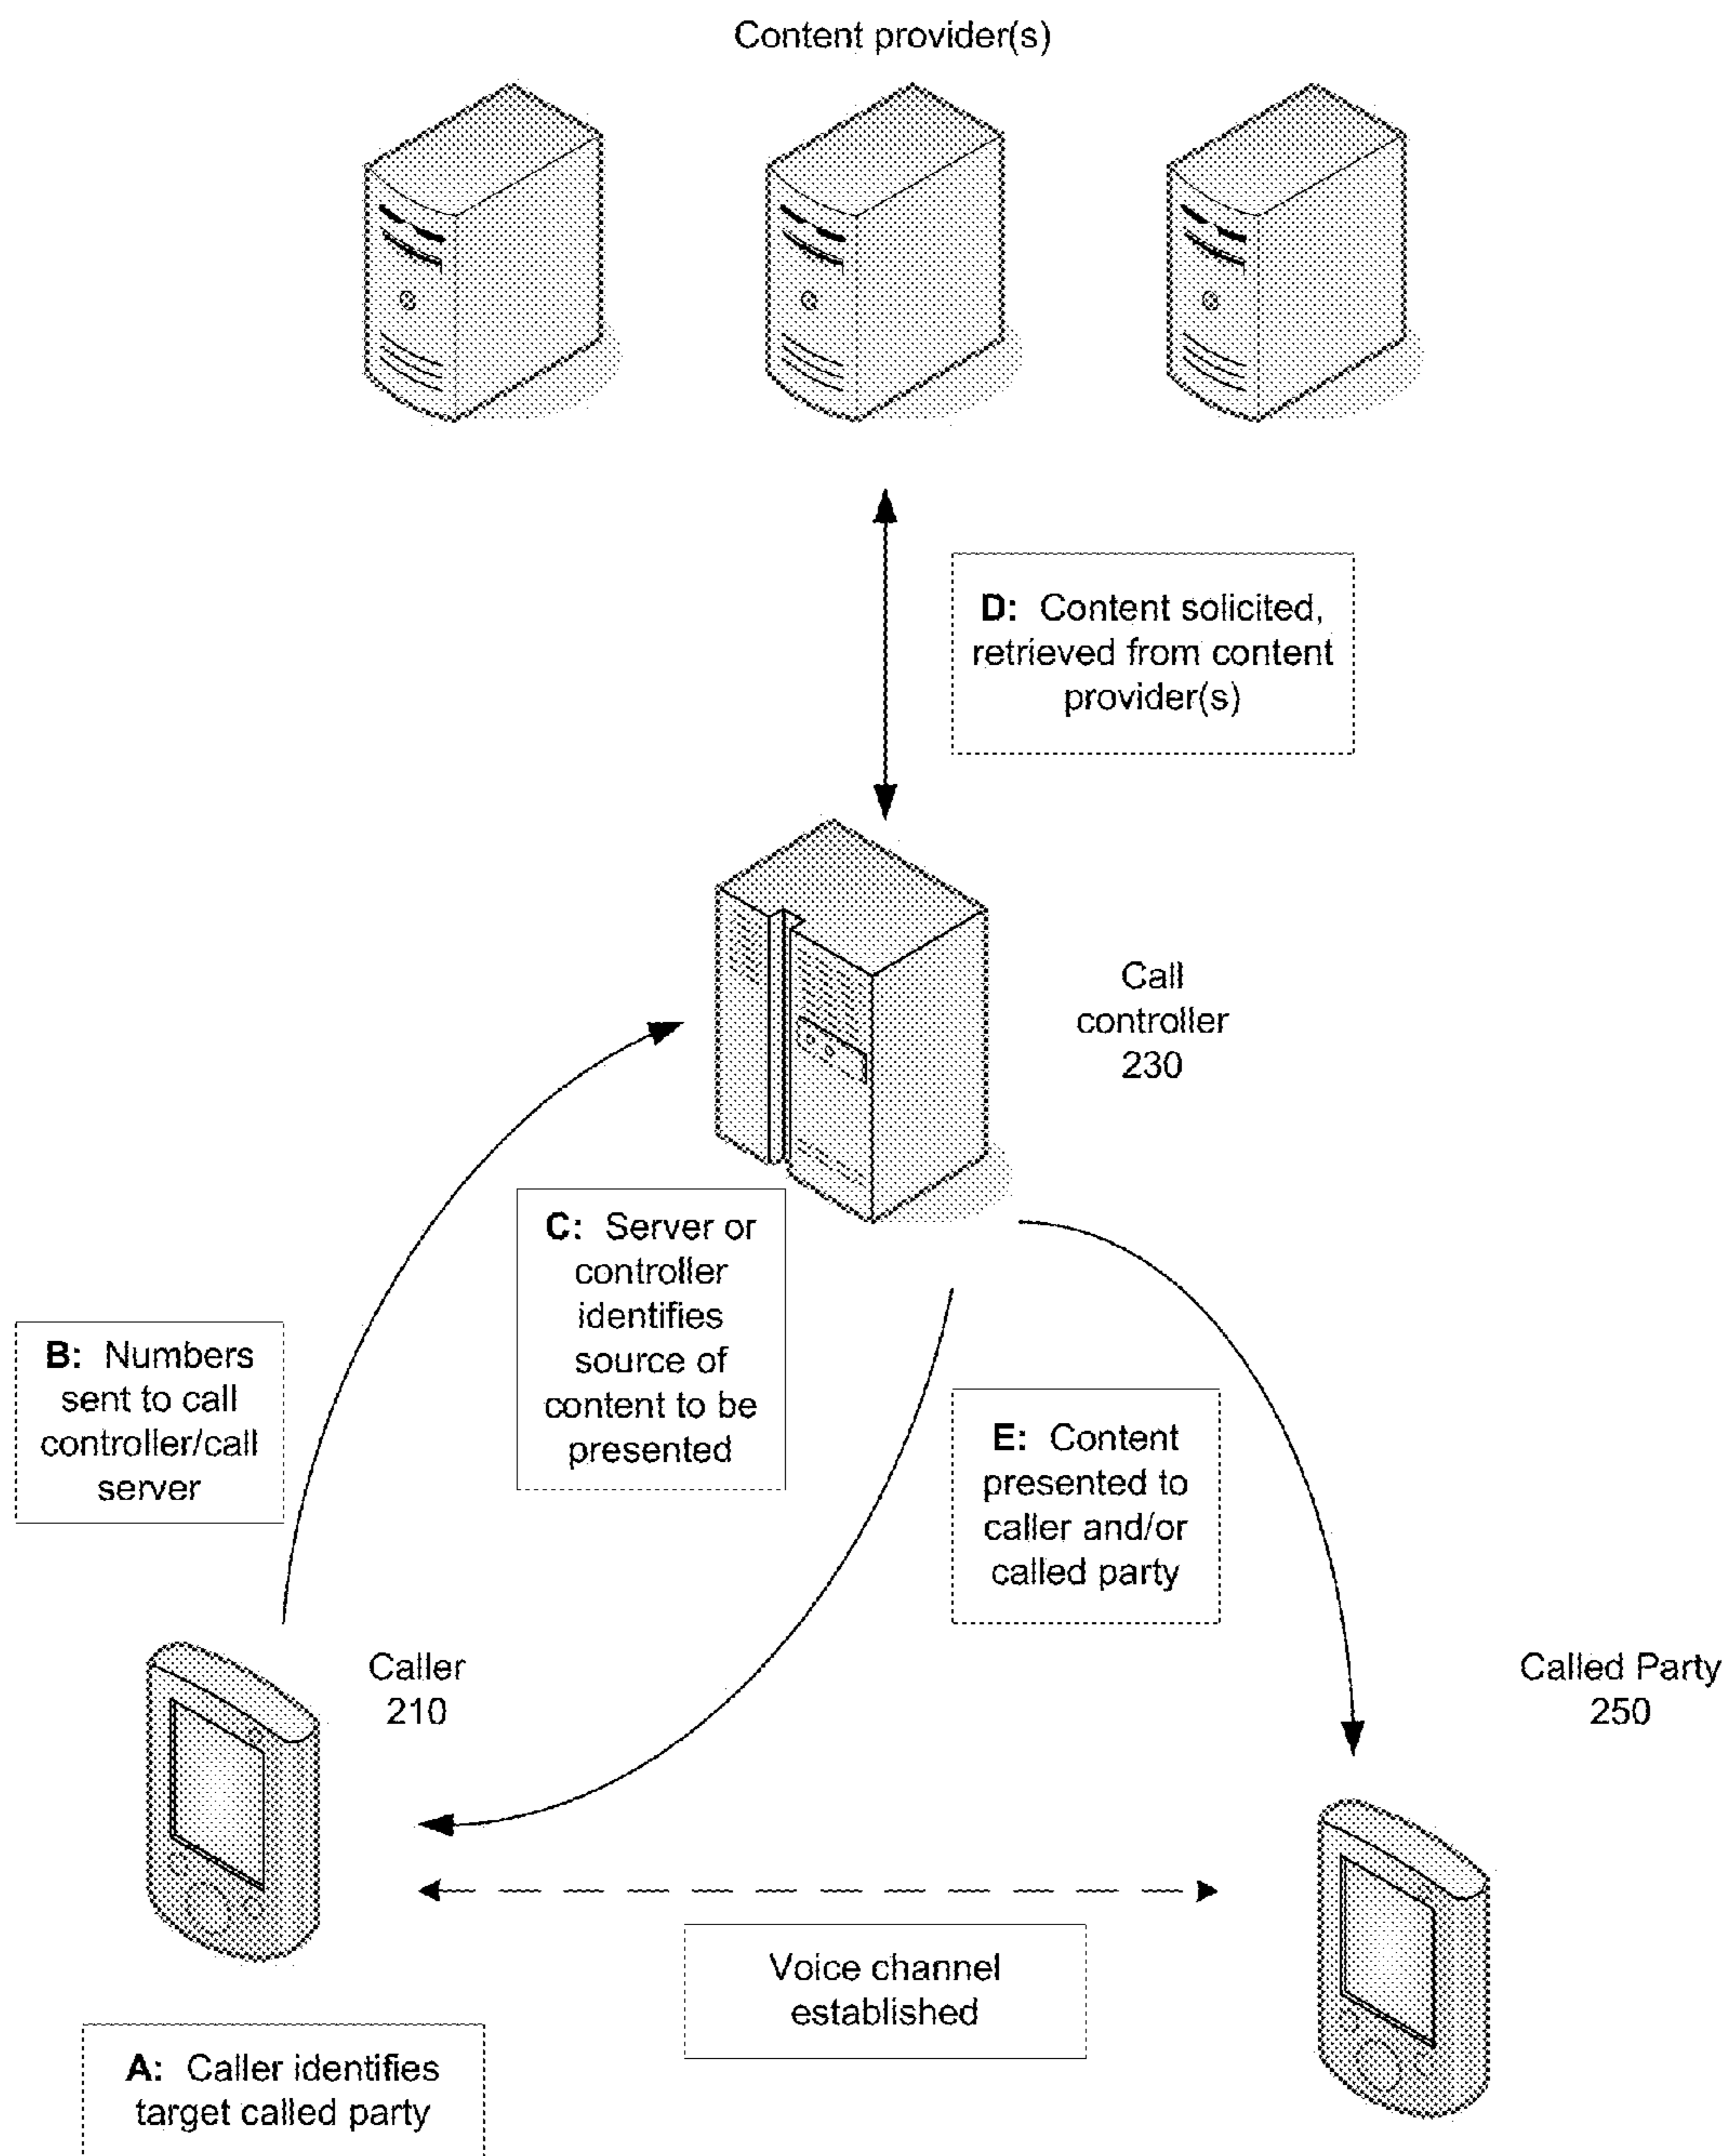 Content provider(s)
D: Content solicited,
retrieved from content
provider(s)
Call
controller
230
C: Server or
controller
identifies
source of
content to be
presented
B: Numbers
sent to call
controller/call
server
E: Content
presented to
caller and/or
called party
Caller
210
Called Party
250
Voice channel
established
A: Caller identifies
target called party